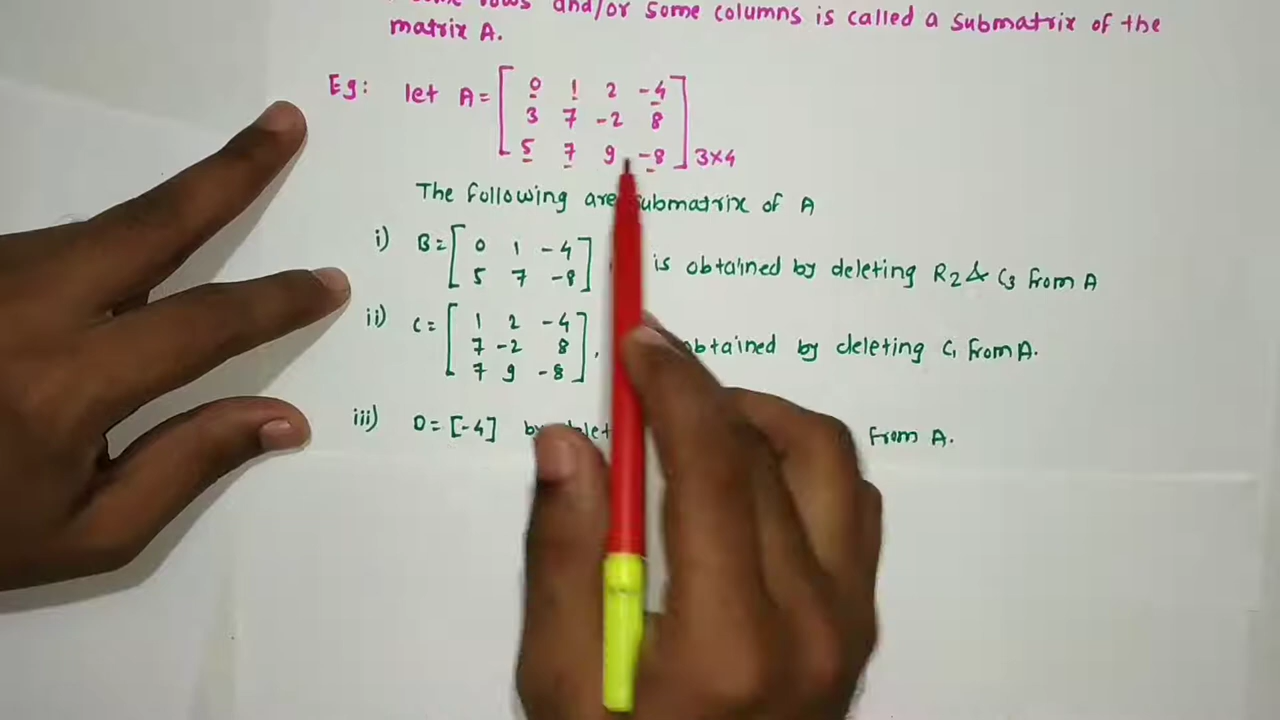 rows and/or some columns is called a submatrix of the
matrix A.
Eg: let A = [ 0 1 2 -4
3 7 -2 8
5 7 9 -8 ] 3×4
The following are submatrix of A
i) B = [ 0 1 -4
5 7 -8 ] is obtained by deleting R2 & C3 from A
ii) C = [ 1 2 -4
7 -2 8
7 9 -8 ], obtained by deleting C1 from A.
iii) D = [-4] by from A.